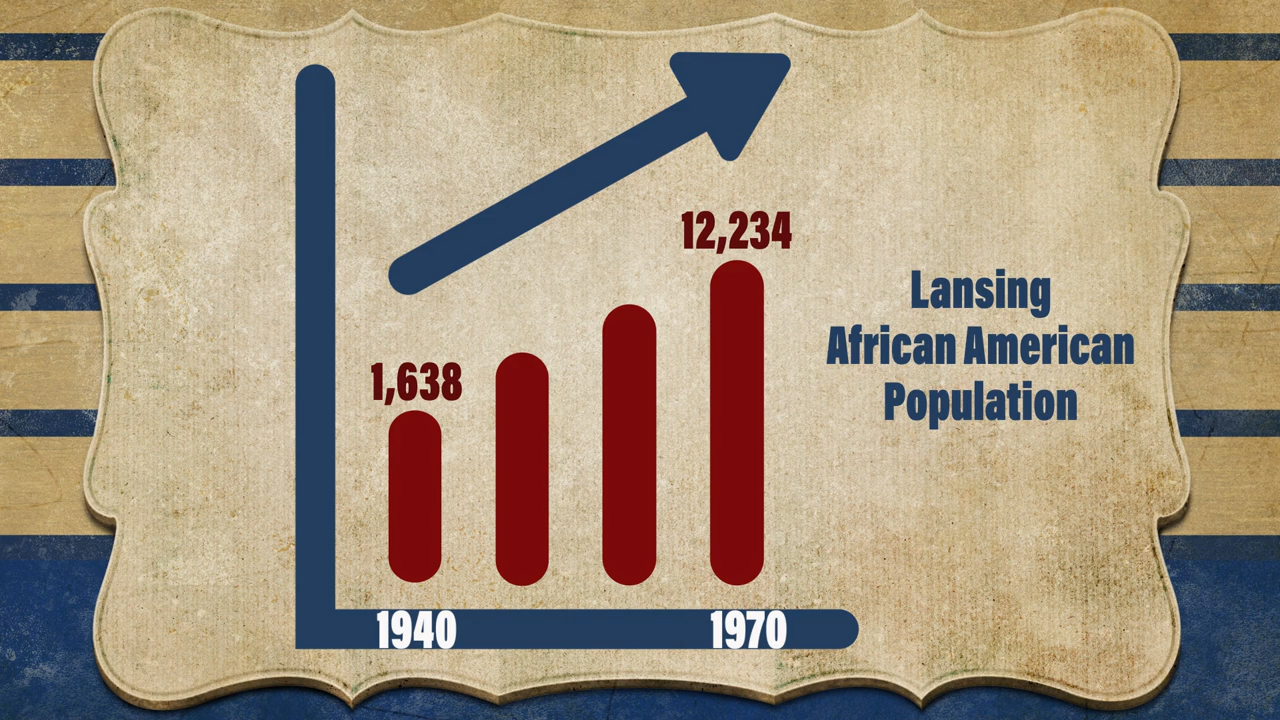 12,234
1,638
Lansing
African American
Population
1940
1970